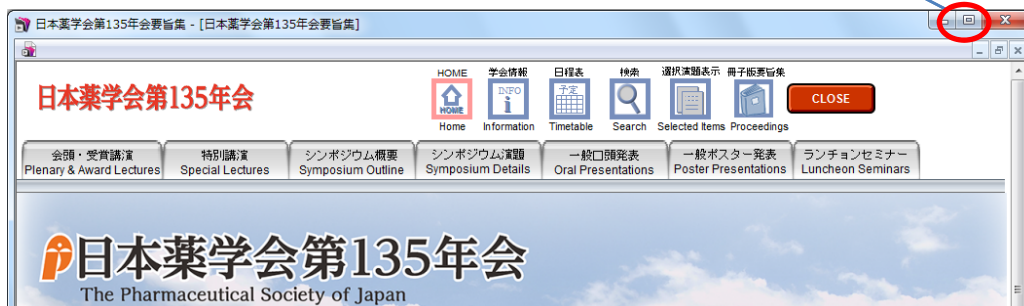 日本薬学会第135年会要旨集 - [日本薬学会第135年会要旨集]
日本薬学会第135年会
HOME 学会情報 日程表 検索 選択演題表示 冊子版要旨集
HOME INFO i 予定 CLOSE
Home Information Timetable Search Selected Items Proceedings
会頭・受賞講演 特別講演 シンポジウム概要 シンポジウム演題 一般口頭発表 一般ポスター発表 ランチョンセミナー
Plenary & Award Lectures Special Lectures Symposium Outline Symposium Details Oral Presentations Poster Presentations Luncheon Seminars
日本薬学会第135年会
The Pharmaceutical Society of Japan